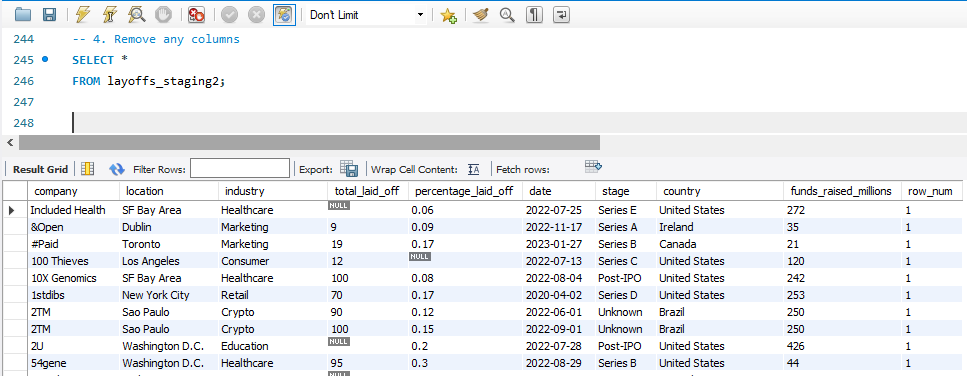 Don't Limit
244 -- 4. Remove any columns
245 SELECT *
246 FROM layoffs_staging2;
247
248
Result Grid Filter Rows: Export: Wrap Cell Content: Fetch rows:
company location industry total_laid_off percentage_laid_off date stage country funds_raised_millions row_num
Included Health SF Bay Area Healthcare NULL 0.06 2022-07-25 Series E United States 272 1
&Open Dublin Marketing 9 0.09 2022-11-17 Series A Ireland 35 1
#Paid Toronto Marketing 19 0.17 2023-01-27 Series B Canada 21 1
100 Thieves Los Angeles Consumer 12 NULL 2022-07-13 Series C United States 120 1
10X Genomics SF Bay Area Healthcare 100 0.08 2022-08-04 Post-IPO United States 242 1
1stdibs New York City Retail 70 0.17 2020-04-02 Series D United States 253 1
2TM Sao Paulo Crypto 90 0.12 2022-06-01 Unknown Brazil 250 1
2TM Sao Paulo Crypto 100 0.15 2022-09-01 Unknown Brazil 250 1
2U Washington D.C. Education NULL 0.2 2022-07-28 Post-IPO United States 426 1
54gene Washington D.C. Healthcare 95 0.3 2022-08-29 Series B United States 44 1
NULL